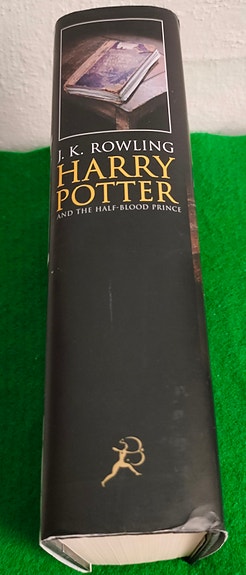 J. K. ROWLING
HARRY
POTTER
AND THE HALF-BLOOD PRINCE